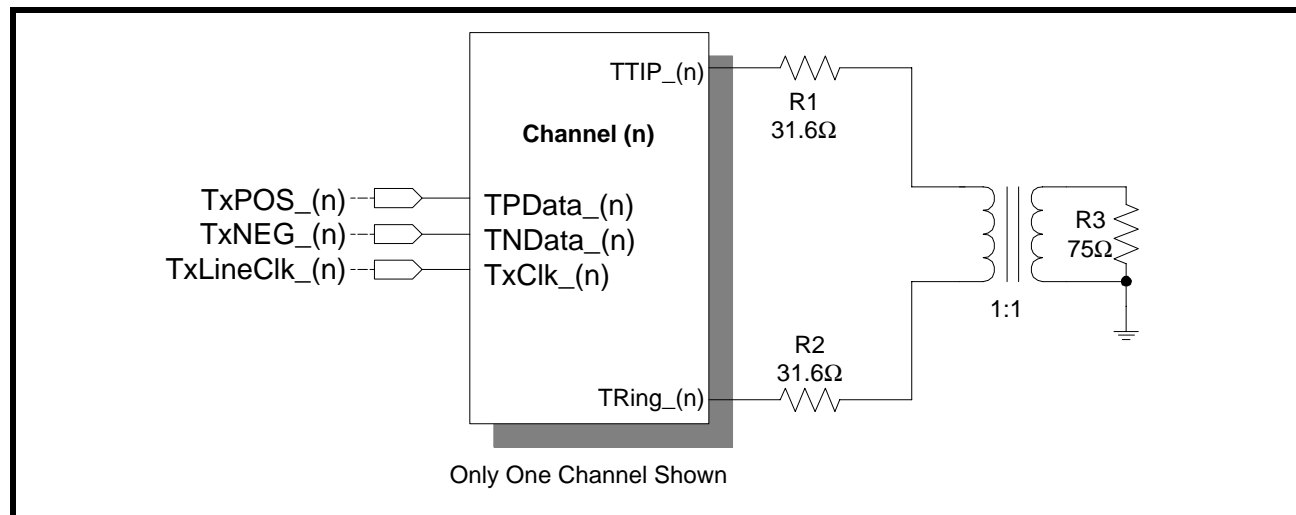 TTIP_(n)
R1
31.6Ω
Channel (n)
TxPOS_(n)
TPData_(n)
TxNEG_(n)
TNData_(n)
TxLineClk_(n)
TxClk_(n)
R3
75Ω
1:1
R2
31.6Ω
TRing_(n)
Only One Channel Shown